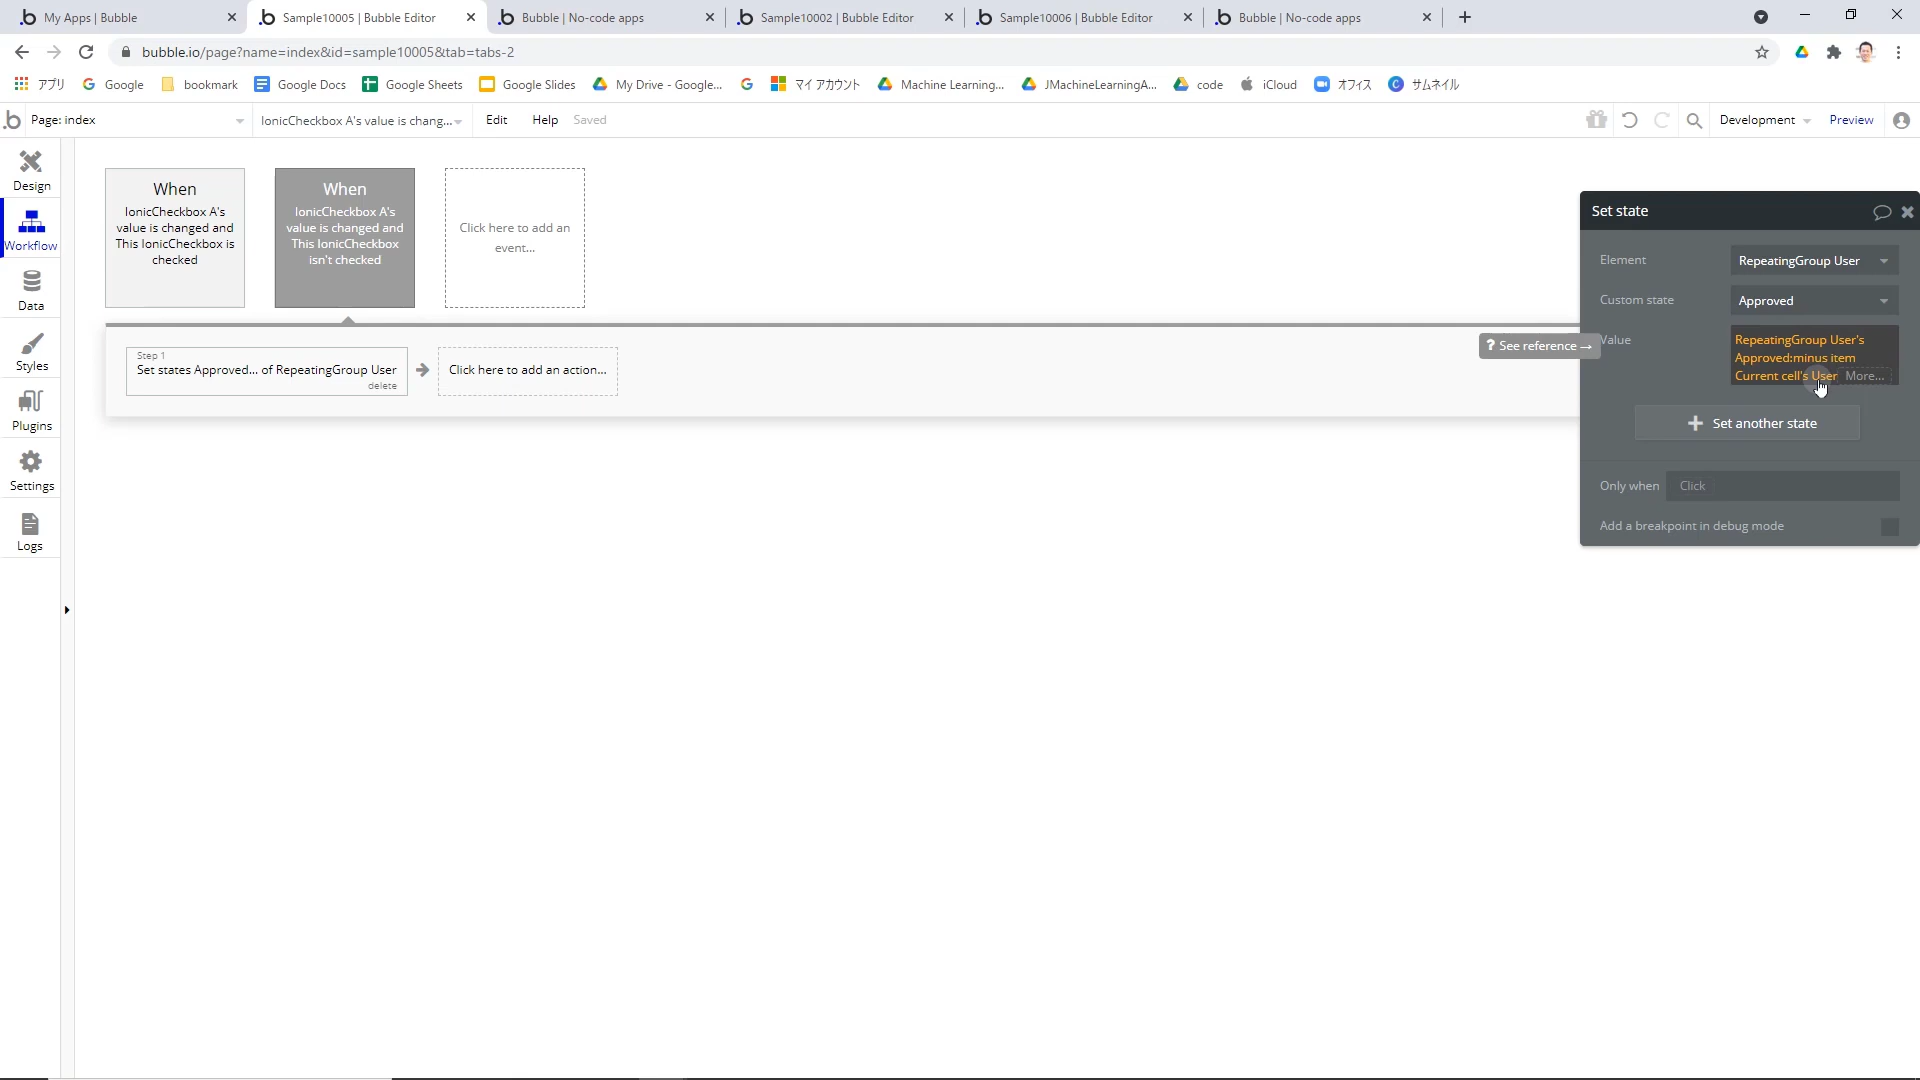 My Apps | Bubble
Sample10005 | Bubble Editor
Bubble | No-code apps
Sample10002 | Bubble Editor
Sample10006 | Bubble Editor
Bubble | No-code apps
bubble.io/page?name=index&id=sample10005&tab=tabs-2
アプリ
Google
bookmark
Google Docs
Google Sheets
Google Slides
My Drive - Google...
マイ アカウント
Machine Learning...
JMachineLearningA...
code
iCloud
オフィス
サムネイル
Page: index
IonicCheckbox A's value is chang...
Edit
Help
Saved
Development
Preview
Design
Workflow
Data
Styles
Plugins
Settings
Logs
When
IonicCheckbox A's
value is changed and
This IonicCheckbox is
checked
When
IonicCheckbox A's
value is changed and
This IonicCheckbox
isn't checked
Click here to add an
event...
Step 1
Set states Approved... of RepeatingGroup User
delete
Click here to add an action...
Set state
Element
RepeatingGroup User
Custom state
Approved
? See reference →
Value
RepeatingGroup User's
Approved:minus item
Current cell's User More...
Set another state
Only when
Click
Add a breakpoint in debug mode